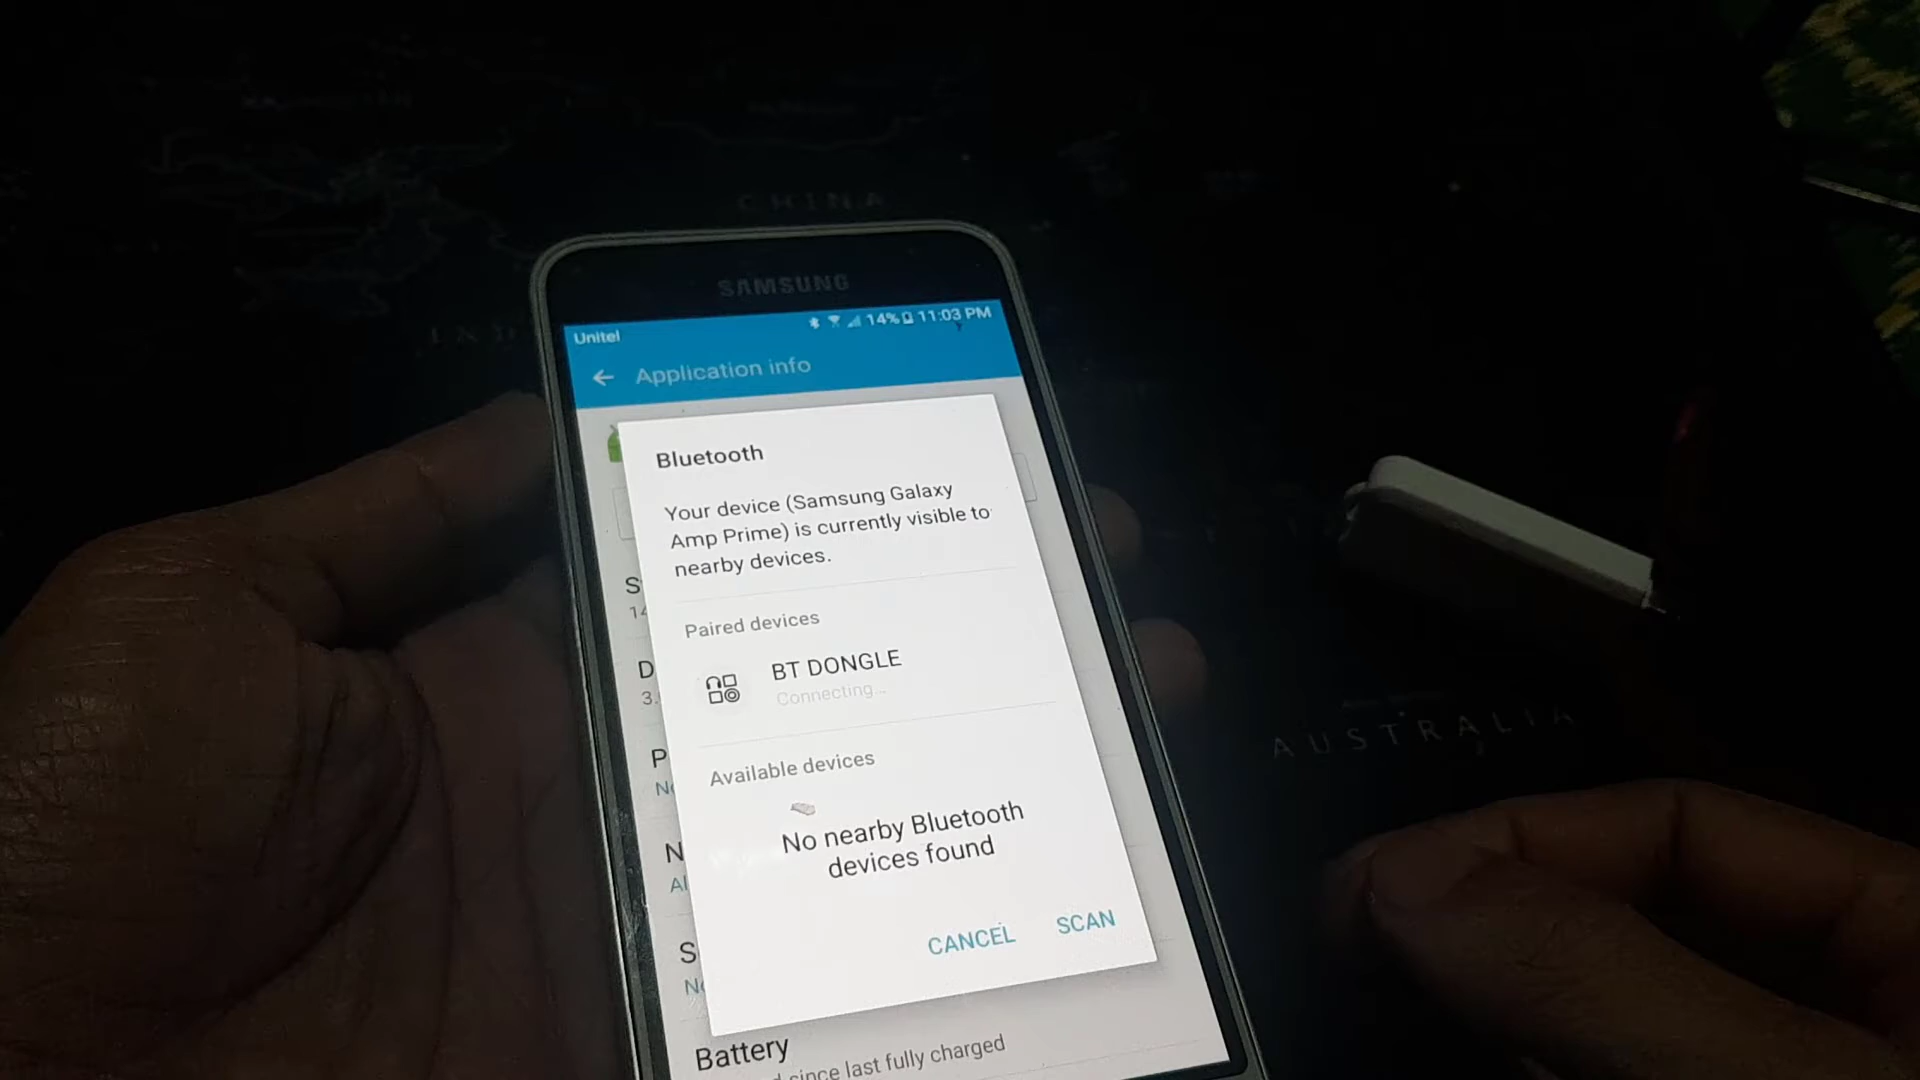 CHINA
SAMSUNG
Unitel
14% 11:03 PM
Application info
Bluetooth
Your device (Samsung Galaxy
Amp Prime) is currently visible to
nearby devices.
Paired devices
BT DONGLE
Connecting...
Available devices
No nearby Bluetooth
devices found
CANCEL SCAN
Battery
since last fully charged
AUSTRALIA